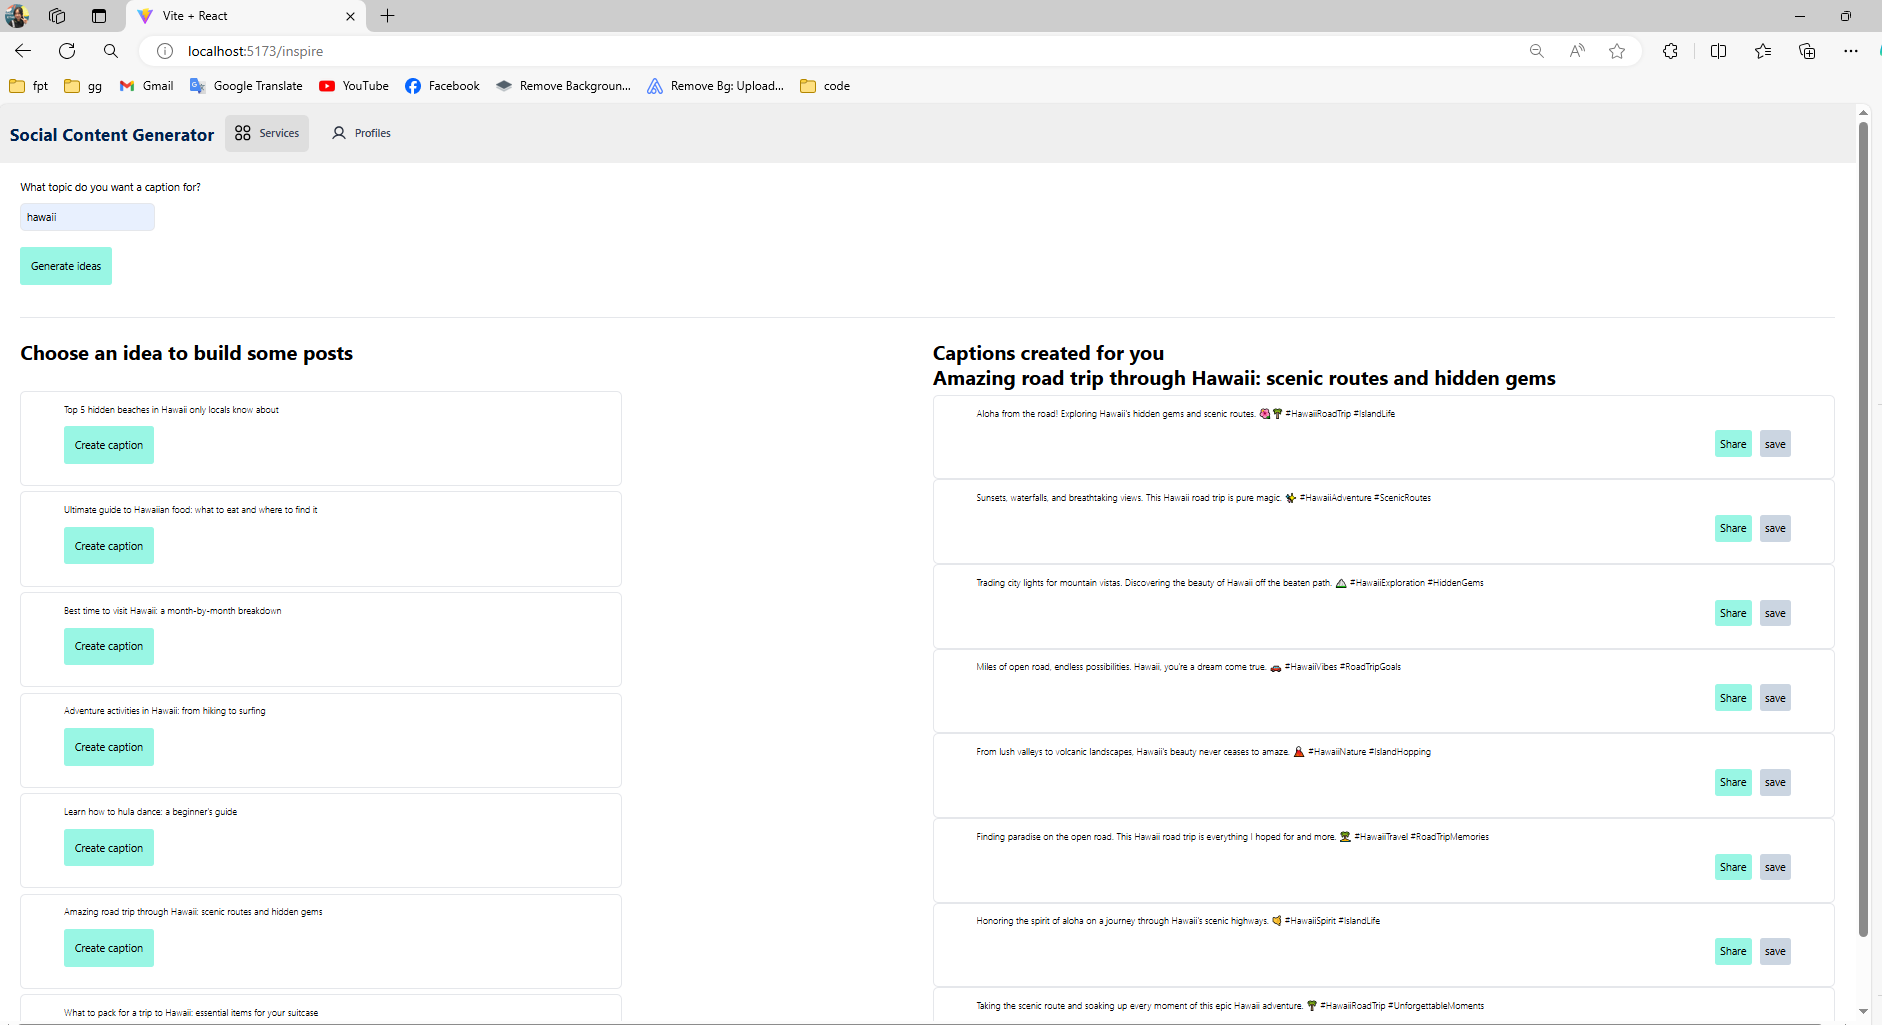 Vite + React
localhost:5173/inspire
fpt gg Gmail Google Translate YouTube Facebook Remove Backgroun... Remove Bg: Upload... code
Social Content Generator Services Profiles
What topic do you want a caption for?
hawaii
Generate ideas
Choose an idea to build some posts
Top 5 hidden beaches in Hawaii only locals know about
Create caption
Ultimate guide to Hawaiian food: what to eat and where to find it
Create caption
Best time to visit Hawaii: a month-by-month breakdown
Create caption
Adventure activities in Hawaii: from hiking to surfing
Create caption
Learn how to hula dance: a beginner's guide
Create caption
Amazing road trip through Hawaii: scenic routes and hidden gems
Create caption
What to pack for a trip to Hawaii: essential items for your suitcase
Captions created for you
Amazing road trip through Hawaii: scenic routes and hidden gems
Aloha from the road! Exploring Hawaii's hidden gems and scenic routes. 🌺🌴 #HawaiiRoadTrip #IslandLife
Share save
Sunsets, waterfalls, and breathtaking views. This Hawaii road trip is pure magic. ✨ #HawaiiAdventure #ScenicRoutes
Share save
Trading city lights for mountain vistas. Discovering the beauty of Hawaii off the beaten path. #HawaiiExploration #HiddenGems
Share save
Miles of open road, endless possibilities. Hawaii, you're a dream come true. 🚗 #HawaiiVibes #RoadTripGoals
Share save
From lush valleys to volcanic landscapes, Hawaii's beauty never ceases to amaze. 🌋 #HawaiiNature #IslandHopping
Share save
Finding paradise on the open road. This Hawaii road trip is everything I hoped for and more. #HawaiiTravel #RoadTripMemories
Share save
Honoring the spirit of aloha on a journey through Hawaii's scenic highways. #HawaiiSpirit #IslandLife
Share save
Taking the scenic route and soaking up every moment of this epic Hawaii adventure. 🌴 #HawaiiRoadTrip #UnforgettableMoments